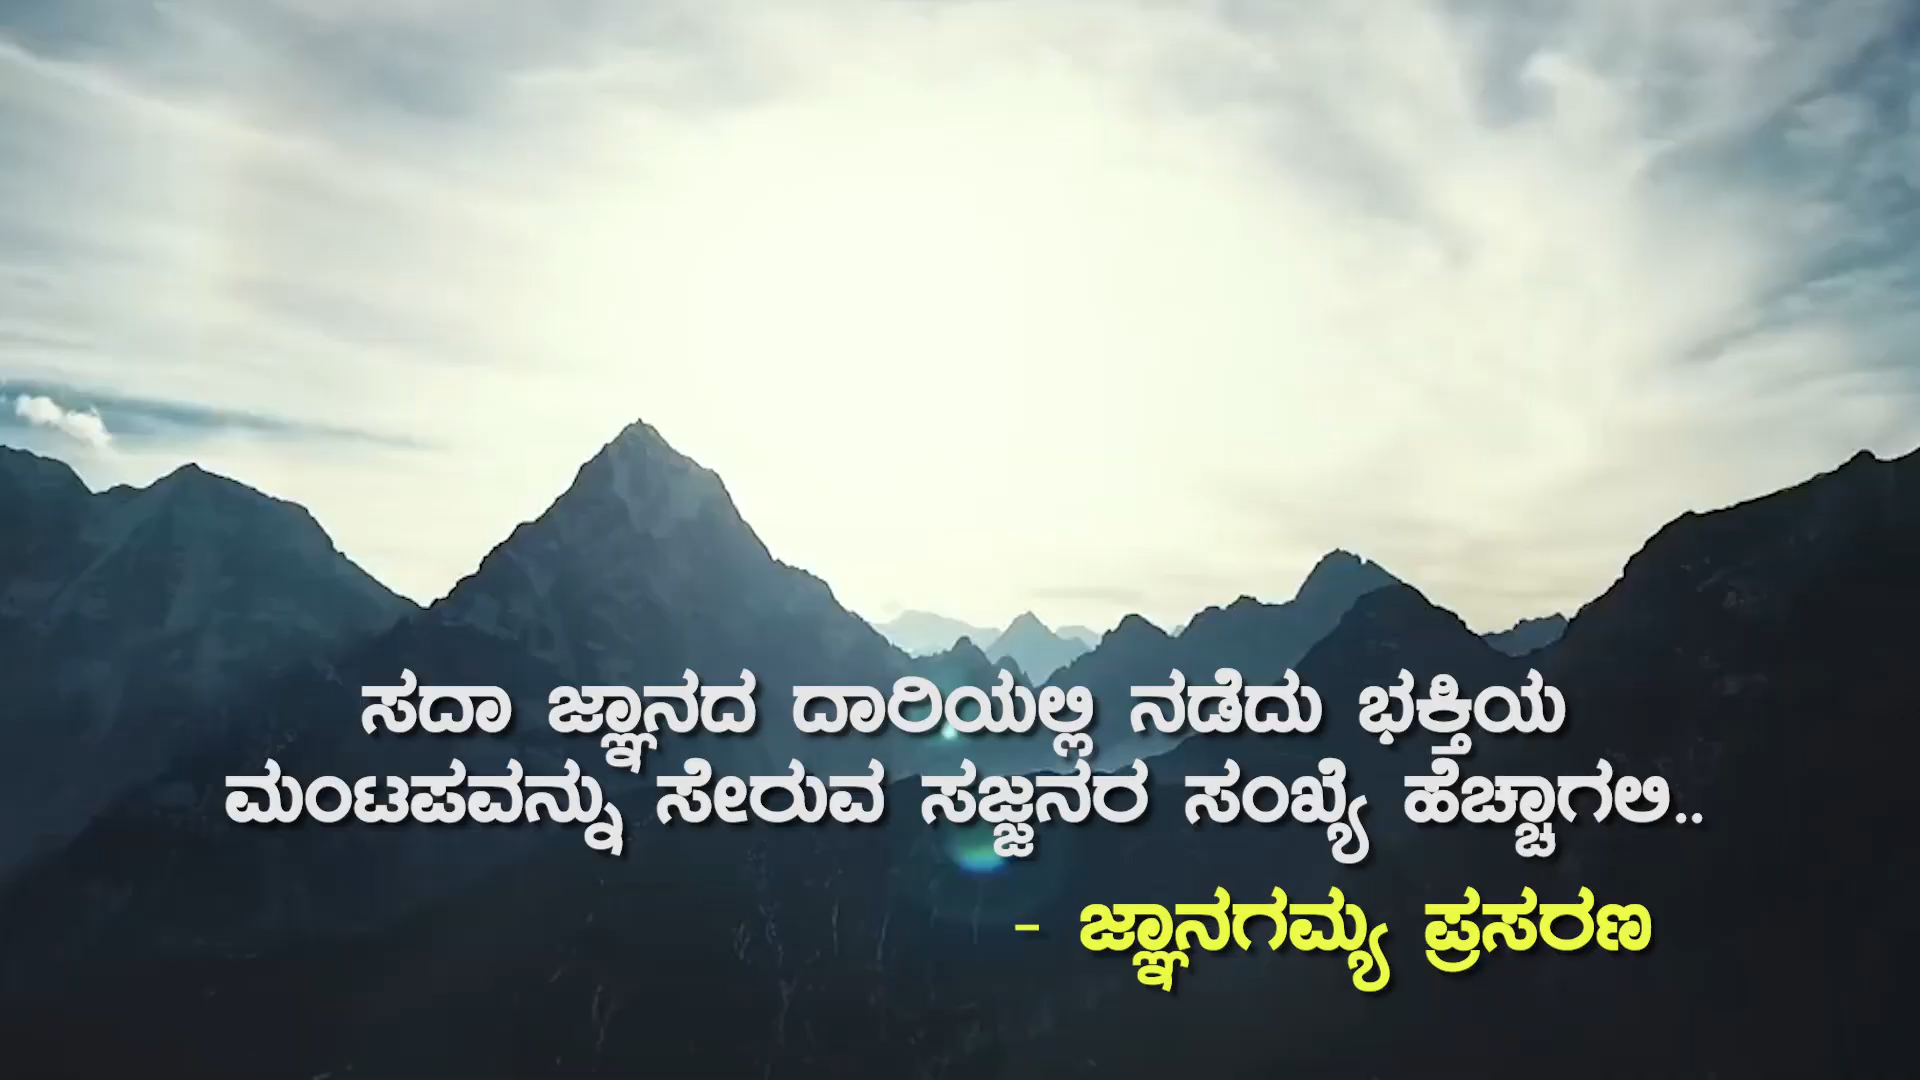 ಸದಾ ಜ್ಞಾನದ ದಾರಿಯಲ್ಲಿ ನಡೆದು ಭಕ್ತಿಯ
ಮಂಟಪವನ್ನು ಸೇರುವ ಸಜ್ಜನರ ಸಂಖ್ಯೆ ಹೆಚ್ಚಾಗಲಿ..
- ಜ್ಞಾನಗಮ್ಯ ಪ್ರಸರಣ